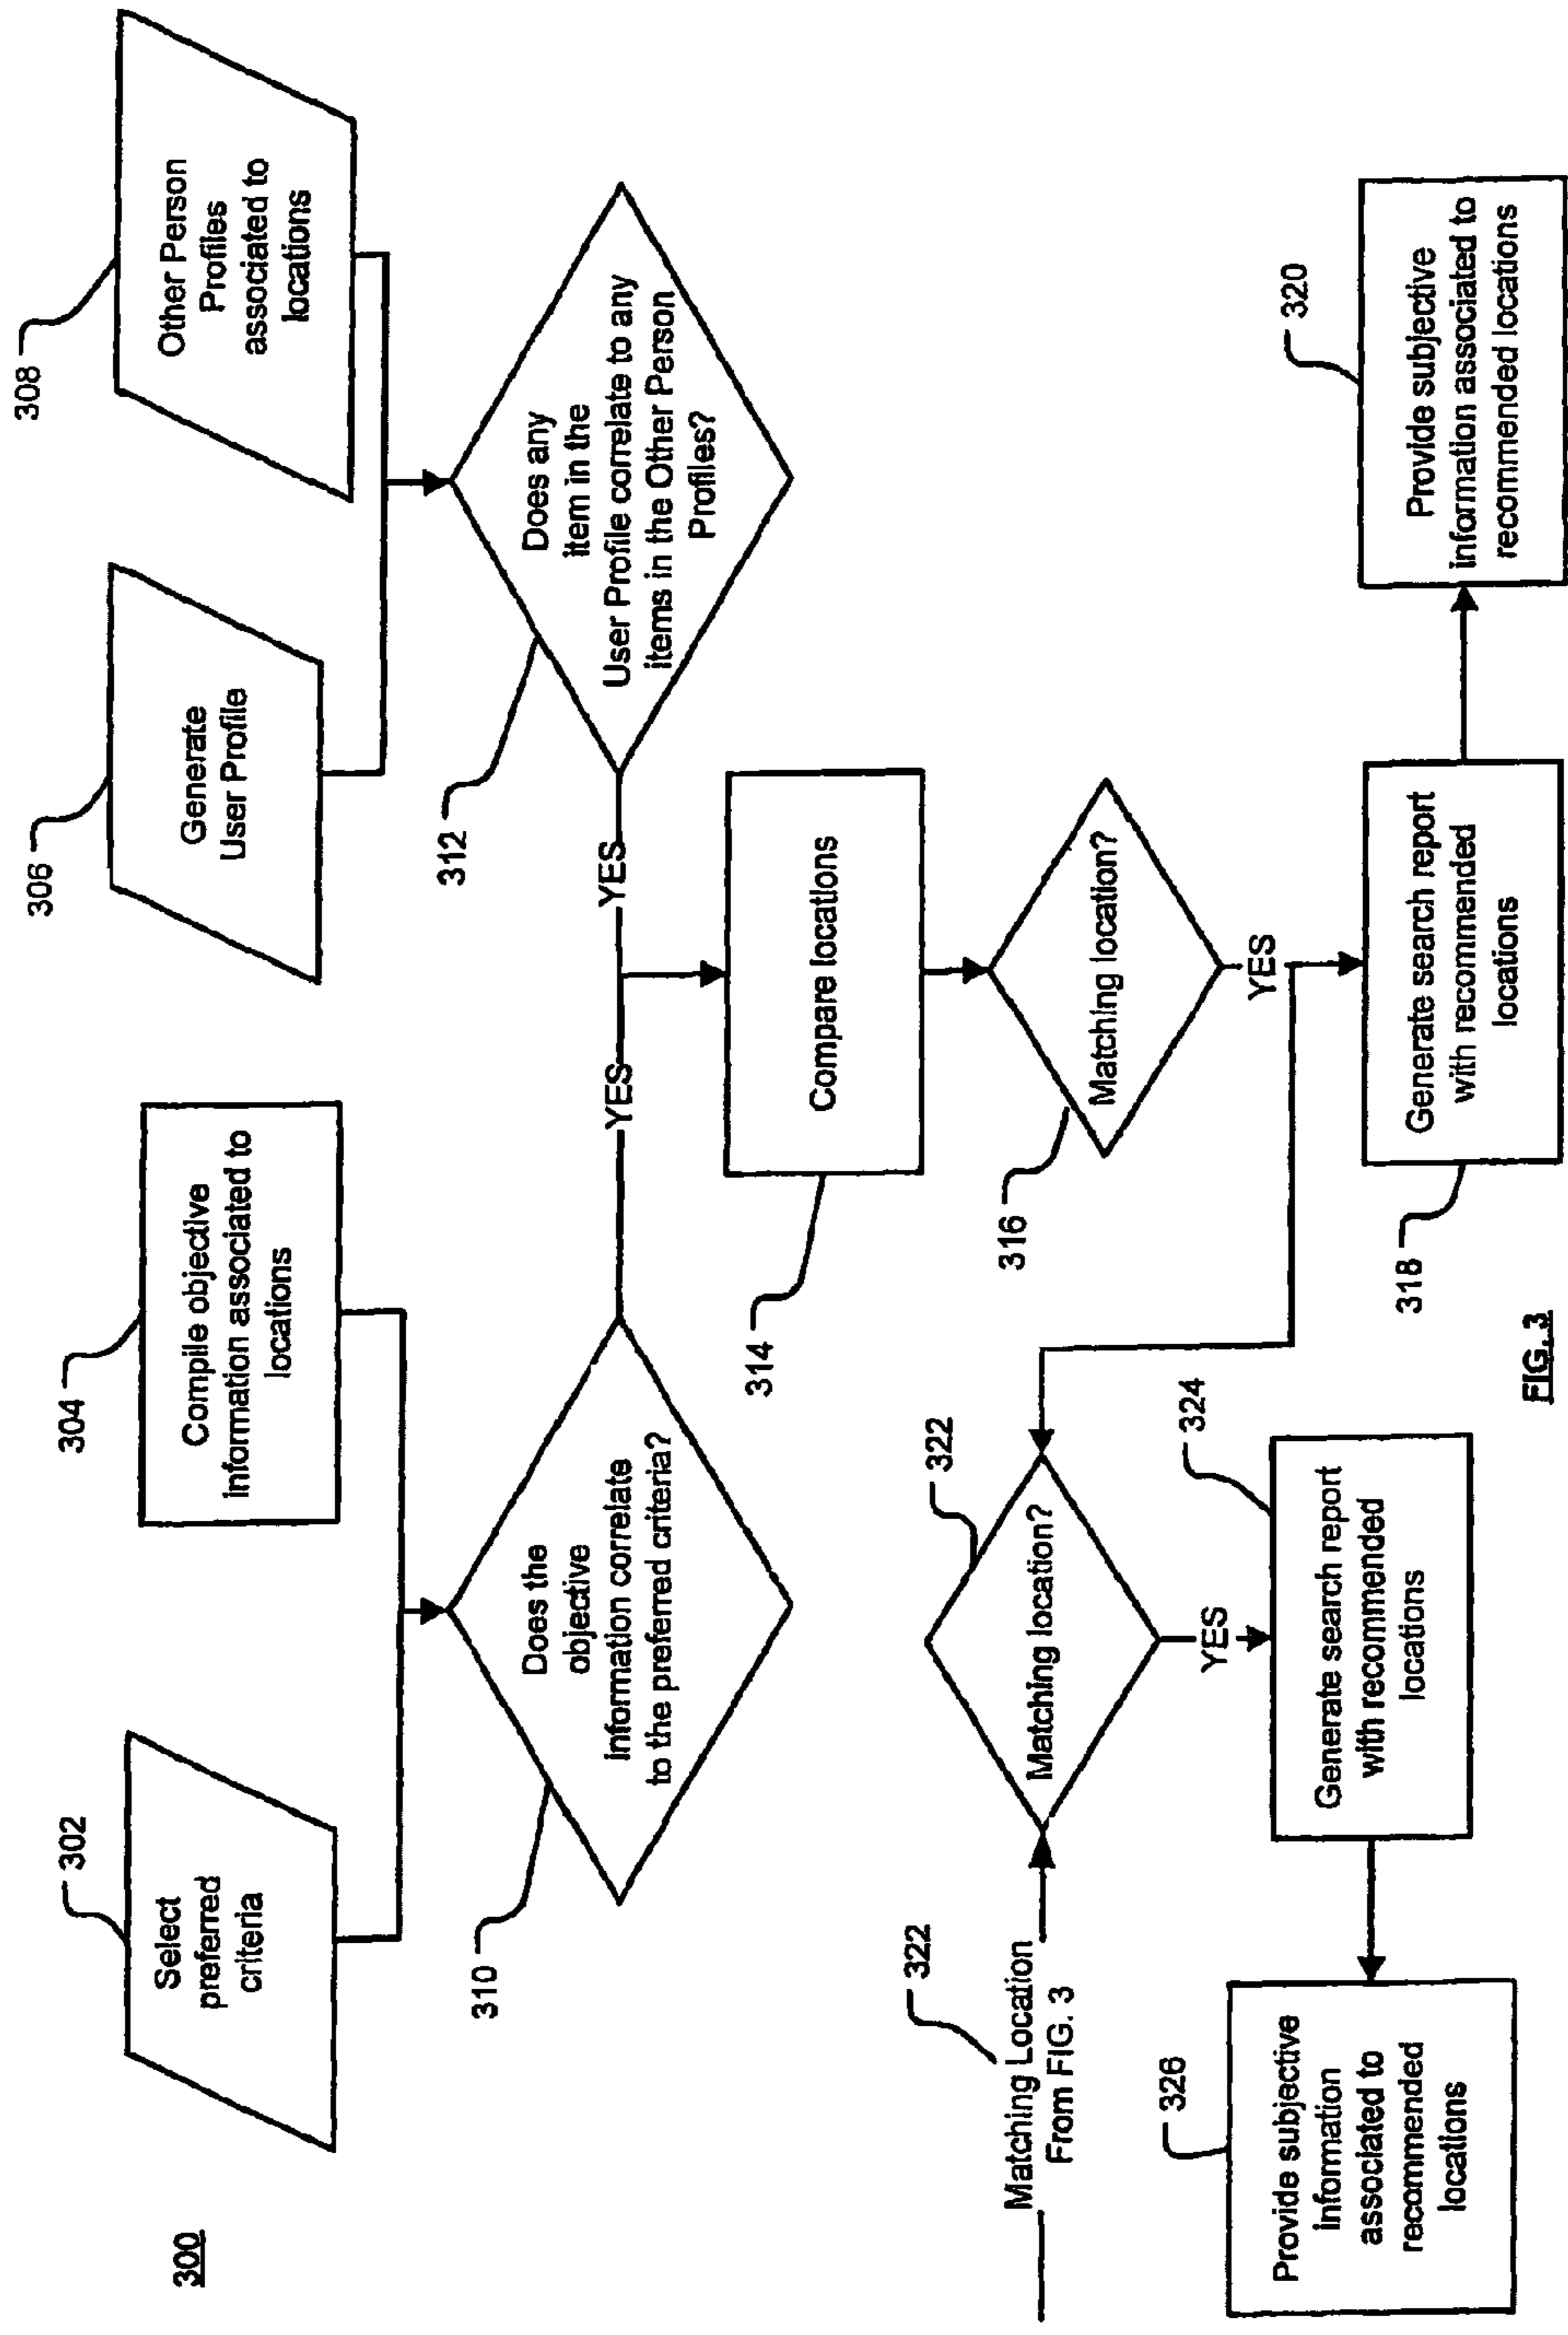 300
302
Select
preferred
criteria
304
Compile objective
information associated to
locations
306
Generate
User Profile
308
Other Person
Profiles
associated to
locations
310
Does the
objective
information correlate
to the preferred criteria?
YES
YES
312
Does any
item in the
User Profile correlate to any
items in the Other Person
Profiles?
314
Compare locations
316
Matching location?
YES
322
Matching Location
From FIG. 3
322
Matching location?
YES
324
Generate search report
with recommended
locations
326
Provide subjective
information
associated to
recommended
locations
318
Generate search report
with recommended
locations
320
Provide subjective
information associated to
recommended locations
FIG. 3